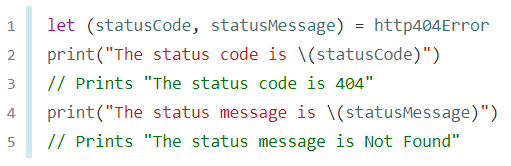 1 let (statusCode, statusMessage) = http404Error
2 print("The status code is \(statusCode)")
3 // Prints "The status code is 404"
4 print("The status message is \(statusMessage)")
5 // Prints "The status message is Not Found"